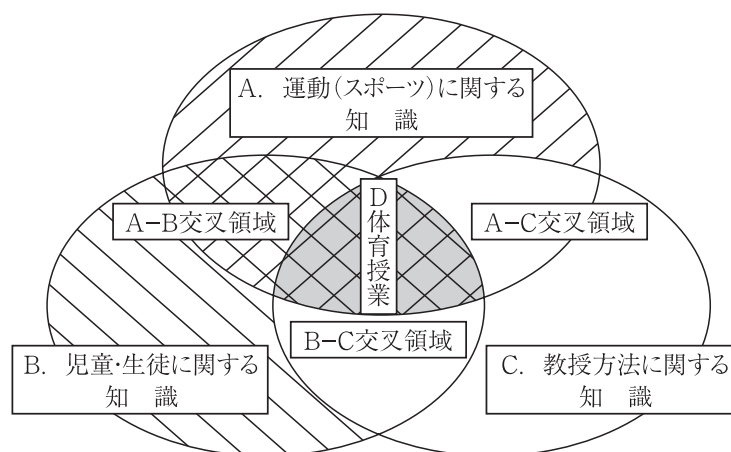 A. 運動(スポーツ)に関する
知 識
A-B交叉領域
D
体
育
授
業
A-C交叉領域
B-C交叉領域
B. 児童・生徒に関する
知 識
C. 教授方法に関する
知 識